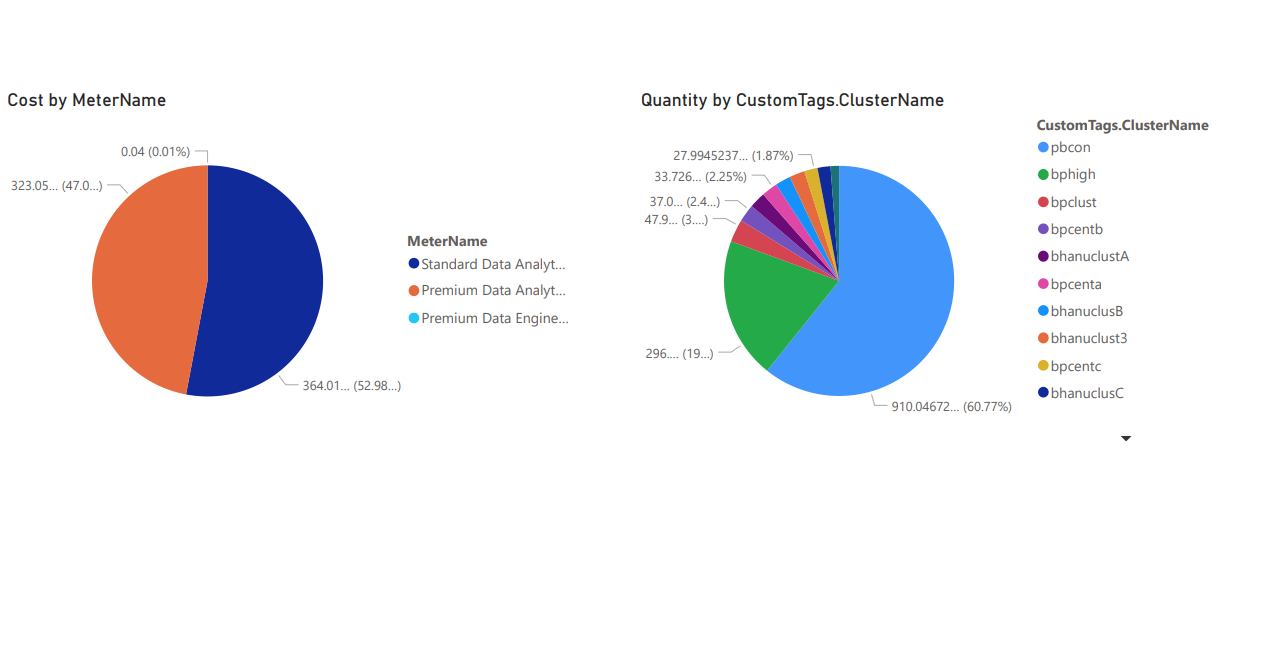 Cost by MeterName
0.04 (0.01%)
323.05... (47.0...)
364.01... (52.98...)
MeterName
Standard Data Analyt...
Premium Data Analyt...
Premium Data Engine...
Quantity by CustomTags.ClusterName
27.9945237... (1.87%)
33.726... (2.25%)
37.0... (2.4...)
47.9... (3....)
296.... (19...)
910.04672... (60.77%)
CustomTags.ClusterName
pbcon
bphigh
bpclust
bpcentb
bhanuclustA
bpcenta
bhanuclusB
bhanuclust3
bpcentc
bhanuclusC